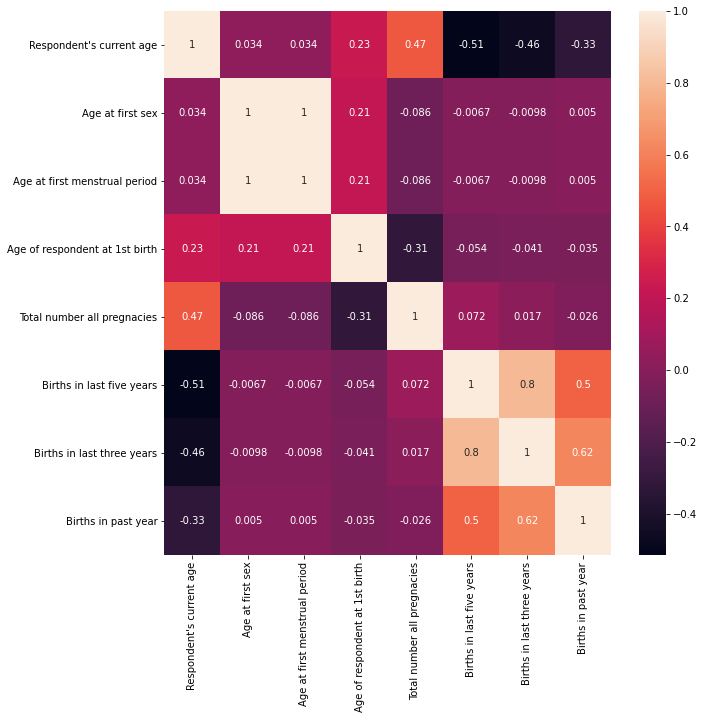 Respondent's current age 1 0.034 0.034 0.23 0.47 -0.51 -0.46 -0.33
Age at first sex 0.034 1 1 0.21 -0.086 -0.0067 -0.0098 0.005
Age at first menstrual period 0.034 1 1 0.21 -0.086 -0.0067 -0.0098 0.005
Age of respondent at 1st birth 0.23 0.21 0.21 1 -0.31 -0.054 -0.041 -0.035
Total number all pregnacies 0.47 -0.086 -0.086 -0.31 1 0.072 0.017 -0.026
Births in last five years -0.51 -0.0067 -0.0067 -0.054 0.072 1 0.8 0.5
Births in last three years -0.46 -0.0098 -0.0098 -0.041 0.017 0.8 1 0.62
Births in past year -0.33 0.005 0.005 -0.035 -0.026 0.5 0.62 1
Respondent's current age
Age at first sex
Age at first menstrual period
Age of respondent at 1st birth
Total number all pregnacies
Births in last five years
Births in last three years
Births in past year
1.0
0.8
0.6
0.4
0.2
0.0
−0.2
−0.4